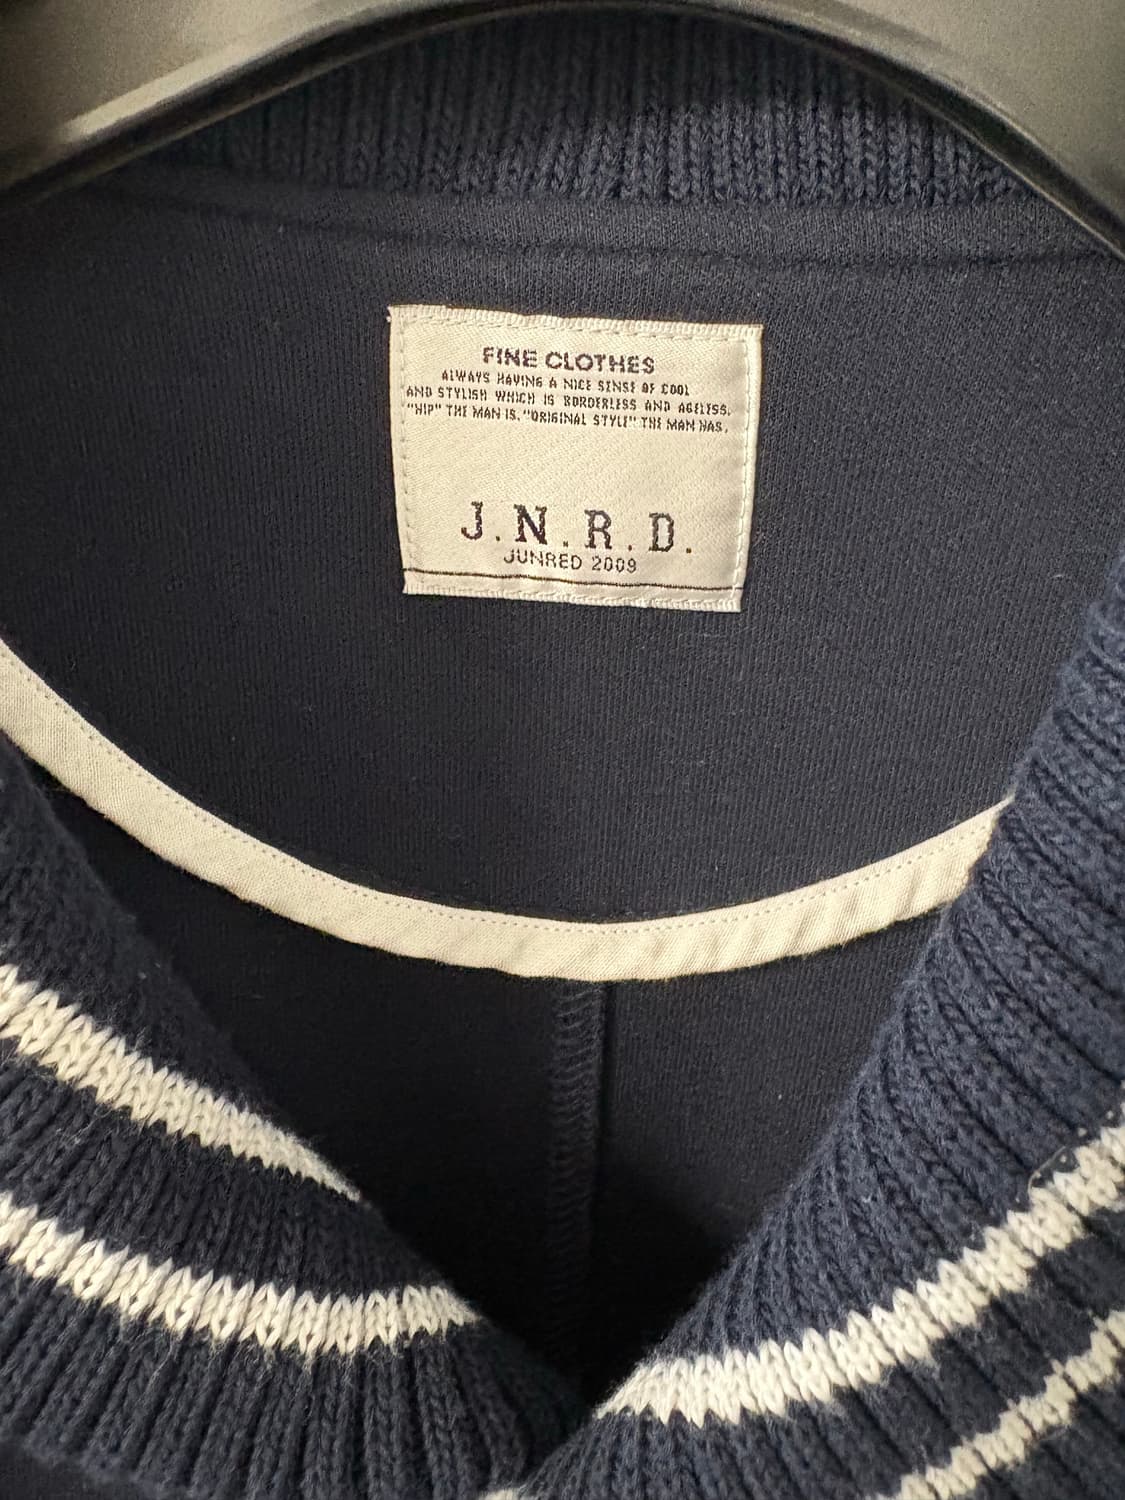 FINE CLOTHES
ALWAYS HAVING A NICE SENSE OF COOL
AND STYLISH WHICH IS BORDERLESS AND AGELESS.
"HIP" THE MAN IS. "ORIGINAL STYLE" THE MAN HAS.
J.N.R.D.
JUNRED 2009